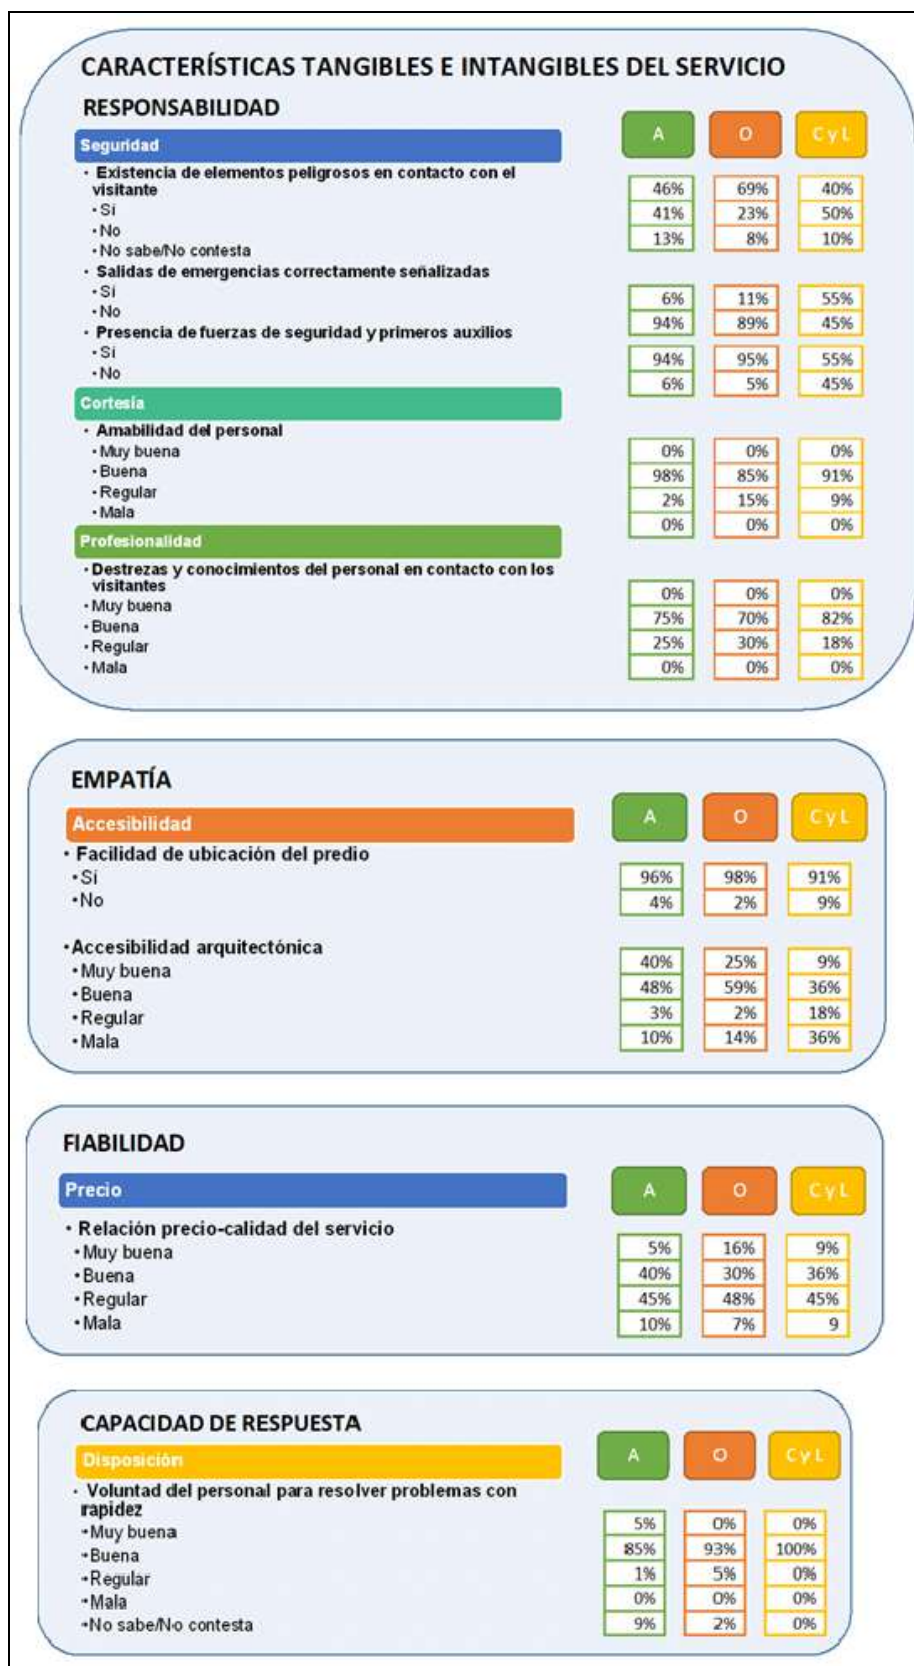 CARACTERÍSTICAS TANGIBLES E INTANGIBLES DEL SERVICIO
RESPONSABILIDAD
A O C y L
Seguridad
· Existencia de elementos peligrosos en contacto con el
visitante
46% 69% 40%
• Sí
41% 23% 50%
• No
13% 8% 10%
• No sabe/No contesta
· Salidas de emergencias correctamente señalizadas
• Sí 6% 11% 55%
• No 94% 89% 45%
· Presencia de fuerzas de seguridad y primeros auxilios
• Sí 94% 95% 55%
• No 6% 5% 45%
Cortesía
· Amabilidad del personal
• Muy buena 0% 0% 0%
• Buena 98% 85% 91%
• Regular 2% 15% 9%
• Mala 0% 0% 0%
Profesionalidad
• Destrezas y conocimientos del personal en contacto con los
visitantes
• Muy buena 0% 0% 0%
• Buena 75% 70% 82%
• Regular 25% 30% 18%
• Mala 0% 0% 0%
EMPATÍA
A O C y L
Accesibilidad
• Facilidad de ubicación del predio
• Sí 96% 98% 91%
• No 4% 2% 9%
• Accesibilidad arquitectónica
• Muy buena 40% 25% 9%
• Buena 48% 59% 36%
• Regular 3% 2% 18%
• Mala 10% 14% 36%
FIABILIDAD
A O C y L
Precio
• Relación precio-calidad del servicio
• Muy buena 5% 16% 9%
• Buena 40% 30% 36%
• Regular 45% 48% 45%
• Mala 10% 7% 9
CAPACIDAD DE RESPUESTA
A O C y L
Disposición
· Voluntad del personal para resolver problemas con
rapidez
• Muy buena 5% 0% 0%
• Buena 85% 93% 100%
• Regular 1% 5% 0%
• Mala 0% 0% 0%
• No sabe/No contesta 9% 2% 0%